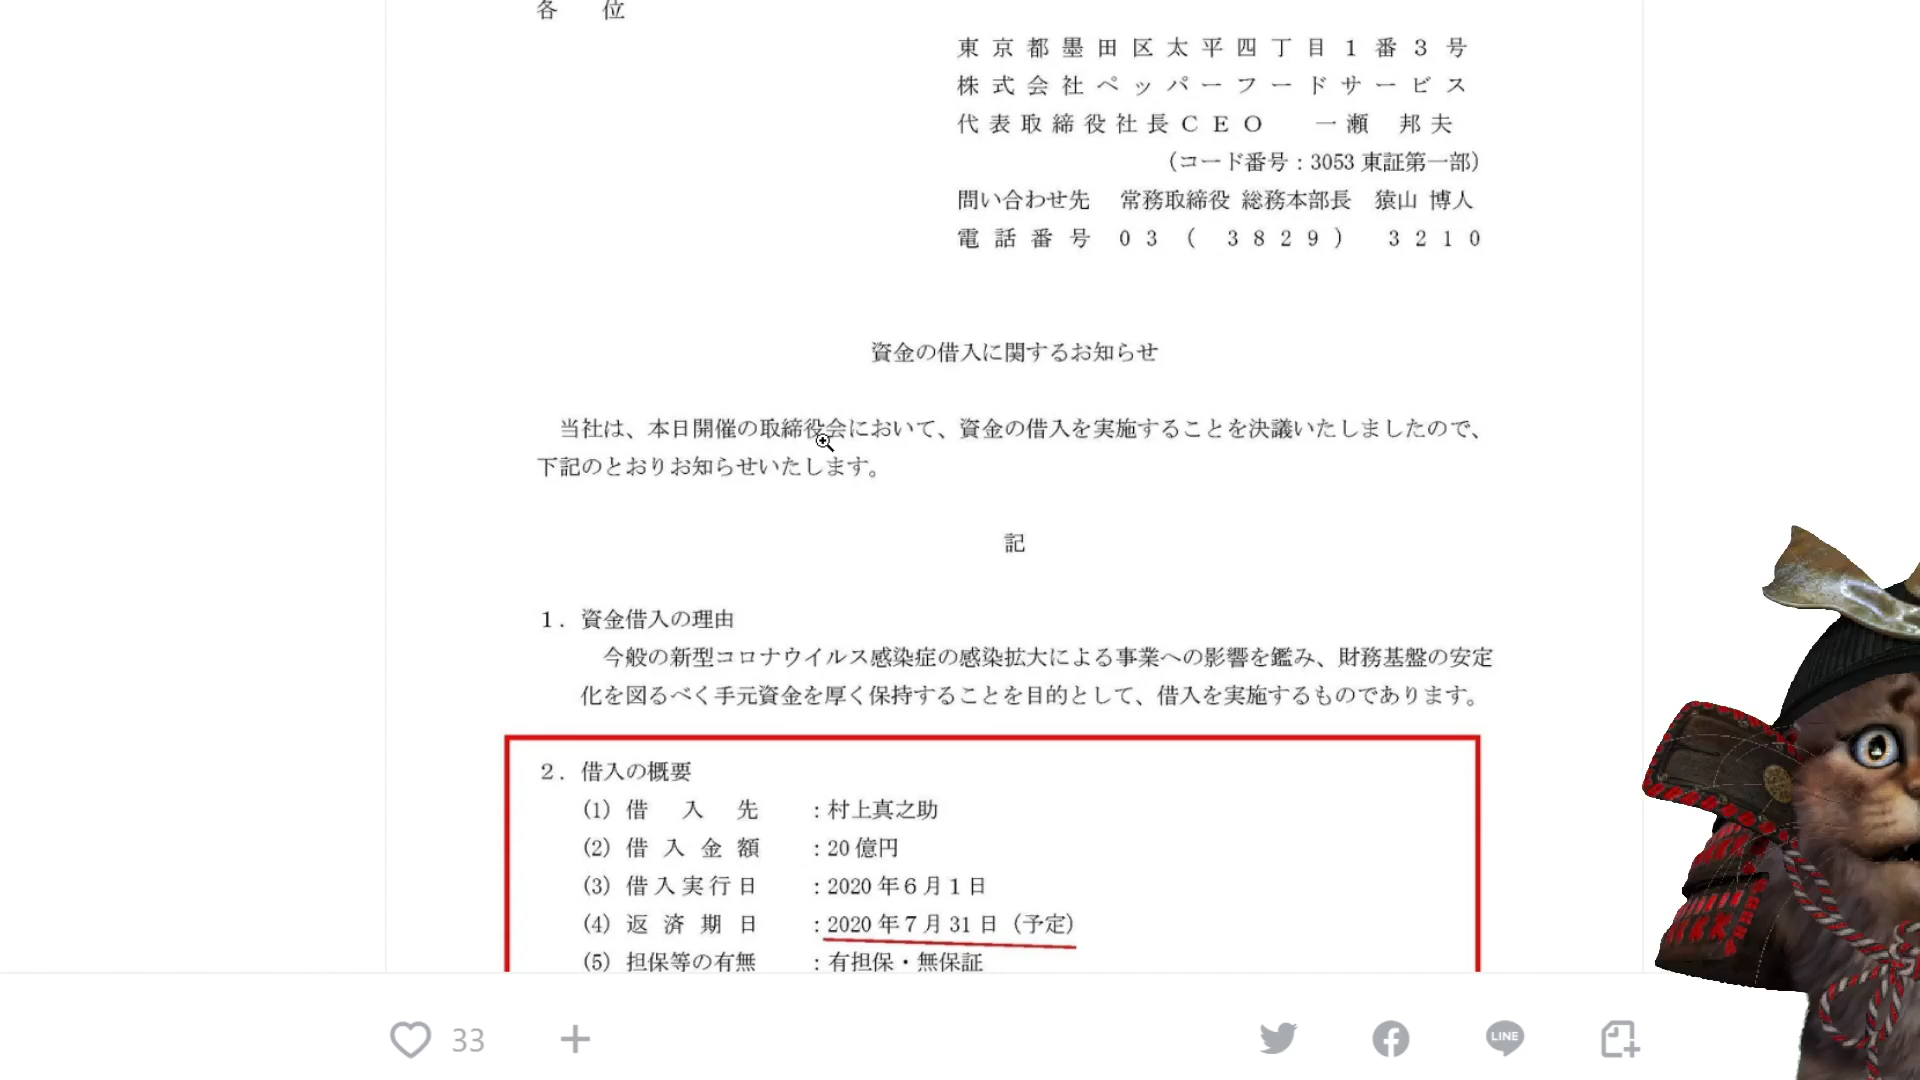 各　位
東京都墨田区太平四丁目１番３号
株式会社ペッパーフードサービス
代表取締役社長ＣＥＯ　一瀬　邦夫
（コード番号：3053 東証第一部）
問い合わせ先　常務取締役 総務本部長　猿山 博人
電話番号　03（3829）3210
資金の借入に関するお知らせ
当社は、本日開催の取締役会において、資金の借入を実施することを決議いたしましたので、
下記のとおりお知らせいたします。
記
１．資金借入の理由
今般の新型コロナウイルス感染症の感染拡大による事業への影響を鑑み、財務基盤の安定
化を図るべく手元資金を厚く保持することを目的として、借入を実施するものであります。
２．借入の概要
(1) 借入先　：村上真之助
(2) 借入金額　：20 億円
(3) 借入実行日　：2020 年６月１日
(4) 返済期日　：2020 年７月 31 日（予定）
(5) 担保等の有無　：有担保・無保証
33
LINE